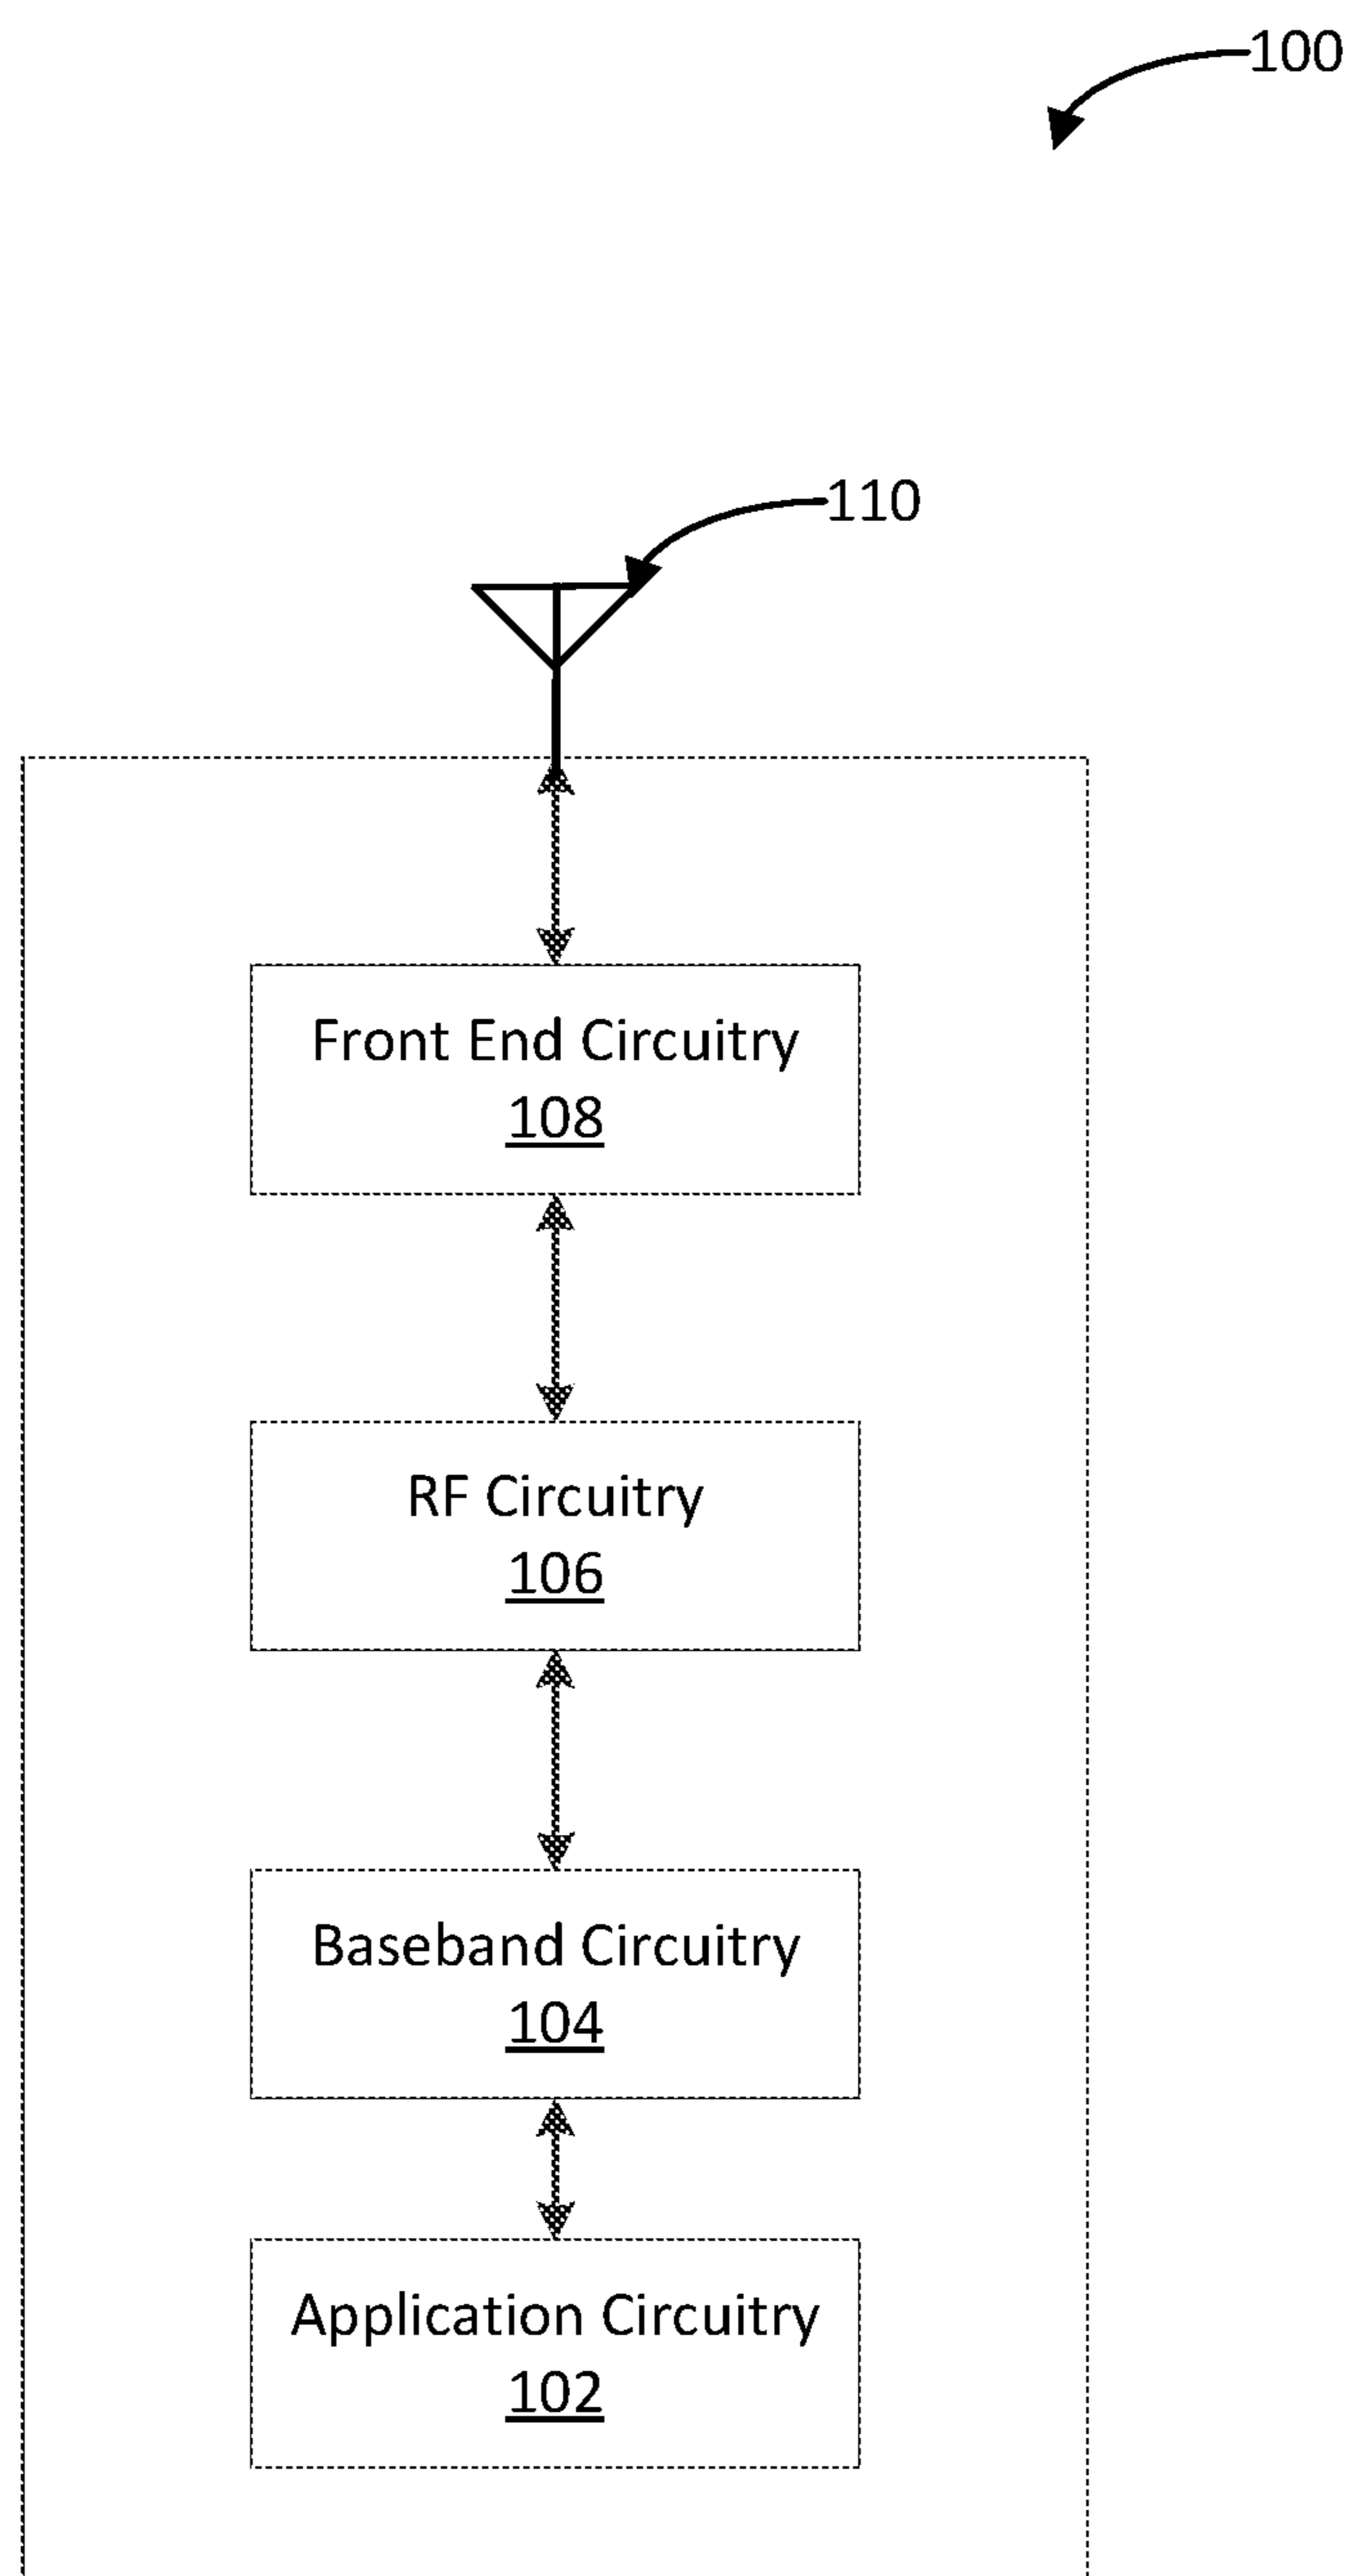 100
110
Front End Circuitry
108
RF Circuitry
106
Baseband Circuitry
104
Application Circuitry
102